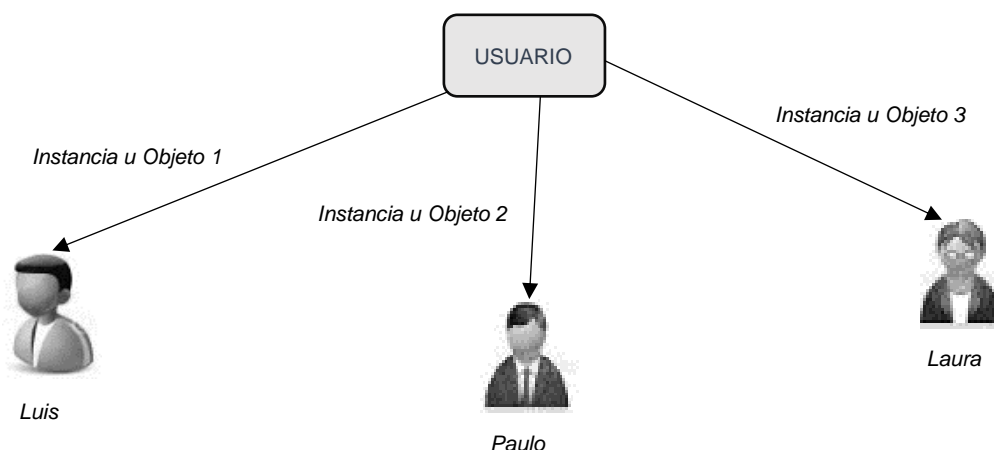 USUARIO
Instancia u Objeto 3
Instancia u Objeto 1
Instancia u Objeto 2
Laura
Luis
Paulo